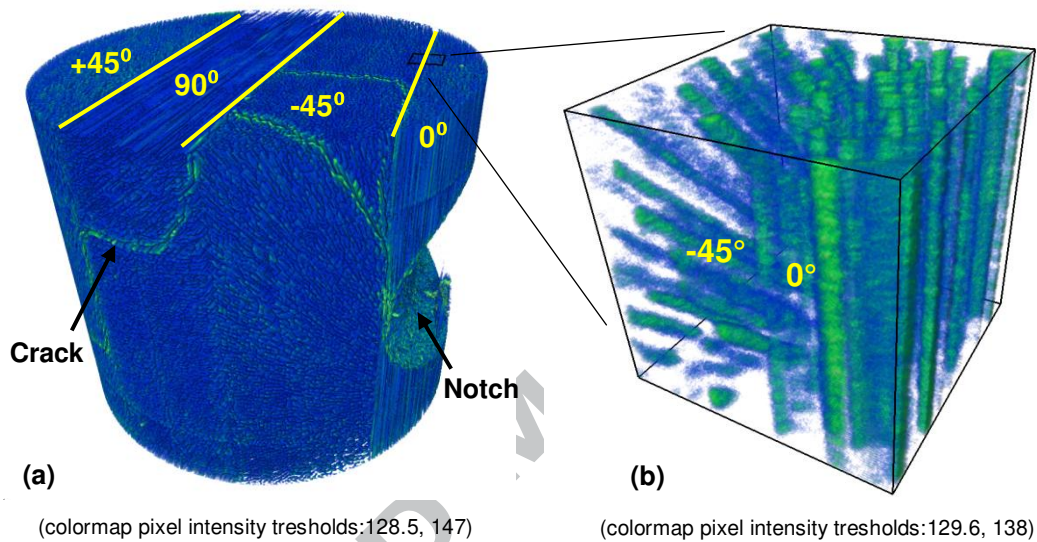 +45⁰
90⁰
-45⁰
0⁰
-45°
0°
Crack
Notch
(a)
(b)
(colormap pixel intensity tresholds:128.5, 147)
(colormap pixel intensity tresholds:129.6, 138)